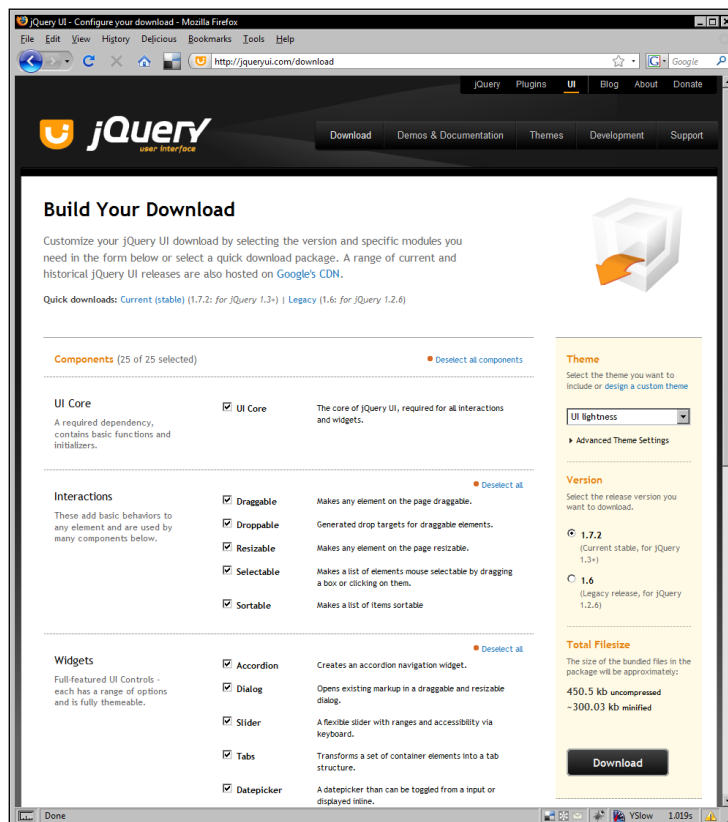 jQuery UI - Configure your download - Mozilla Firefox
File Edit View History Delicious Bookmarks Tools Help
http://jqueryui.com/download
G Google
jQuery Plugins UI Blog About Donate
jQuery
user interface
Download Demos & Documentation Themes Development Support
Build Your Download
Customize your jQuery UI download by selecting the version and specific modules you
need in the form below or select a quick download package. A range of current and
historical jQuery UI releases are also hosted on Google's CDN.
Quick downloads: Current (stable) (1.7.2: for jQuery 1.3+) | Legacy (1.6: for jQuery 1.2.6)
Components (25 of 25 selected)
Deselect all components
UI Core
A required dependency,
contains basic functions and
initializers.
UI Core
The core of jQuery UI, required for all interactions
and widgets.
Interactions
These add basic behaviors to
any element and are used by
many components below.
Deselect all
Draggable
Makes any element on the page draggable.
Droppable
Generated drop targets for draggable elements.
Resizable
Makes any element on the page resizable.
Selectable
Makes a list of elements mouse selectable by dragging
a box or clicking on them.
Sortable
Makes a list of items sortable
Widgets
Full-featured UI Controls -
each has a range of options
and is fully themeable.
Deselect all
Accordion
Creates an accordion navigation widget.
Dialog
Opens existing markup in a draggable and resizable
dialog.
Slider
A flexible slider with ranges and accessibility via
keyboard.
Tabs
Transforms a set of container elements into a tab
structure.
Datepicker
A datepicker than can be toggled from a input or
displayed inline.
Theme
Select the theme you want to
include or design a custom theme
UI lightness
Advanced Theme Settings
Version
Select the release version you
want to download.
1.7.2
(Current stable, for jQuery
1.3+)
1.6
(Legacy release, for jQuery
1.2.6)
Total Filesize
The size of the bundled files in the
package will be approximately:
450.5 kb uncompressed
~300.03 kb minified
Download
Done
YSlow 1.019s